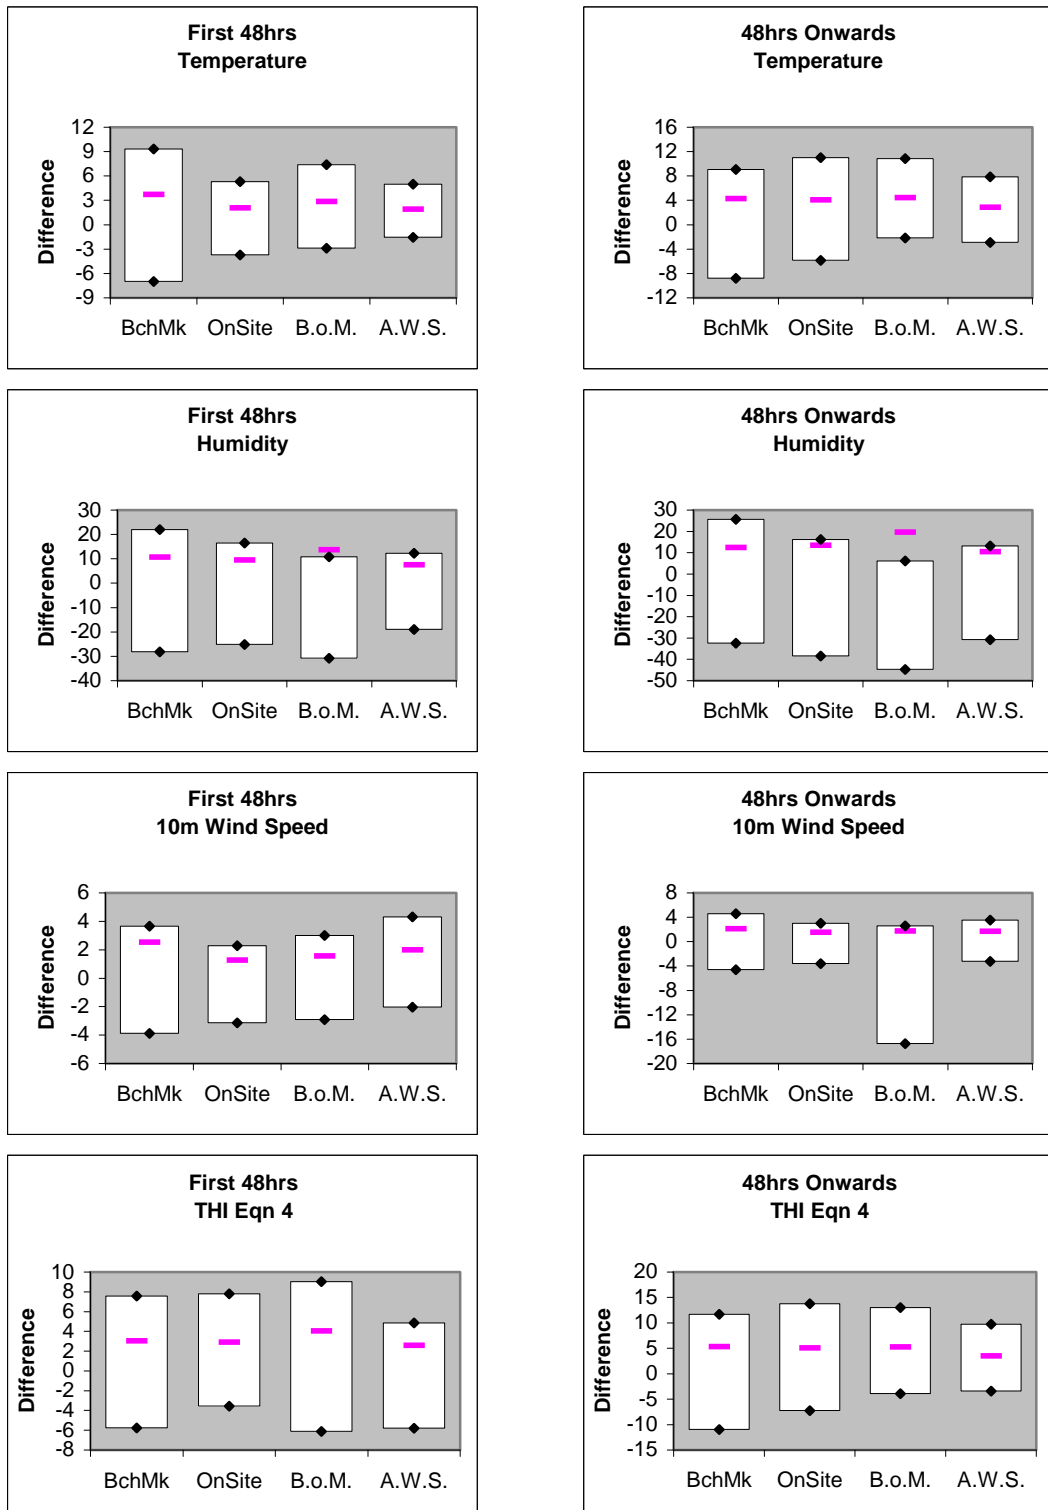 First 48hrs
Temperature
Difference
12
9
6
3
0
-3
-6
-9
BchMk OnSite B.o.M. A.W.S.
48hrs Onwards
Temperature
Difference
16
12
8
4
0
-4
-8
-12
BchMk OnSite B.o.M. A.W.S.
First 48hrs
Humidity
Difference
30
20
10
0
-10
-20
-30
-40
BchMk OnSite B.o.M. A.W.S.
48hrs Onwards
Humidity
Difference
30
20
10
0
-10
-20
-30
-40
-50
BchMk OnSite B.o.M. A.W.S.
First 48hrs
10m Wind Speed
Difference
6
4
2
0
-2
-4
-6
BchMk OnSite B.o.M. A.W.S.
48hrs Onwards
10m Wind Speed
Difference
8
4
0
-4
-8
-12
-16
-20
BchMk OnSite B.o.M. A.W.S.
First 48hrs
THI Eqn 4
Difference
10
8
6
4
2
0
-2
-4
-6
-8
BchMk OnSite B.o.M. A.W.S.
48hrs Onwards
THI Eqn 4
Difference
20
15
10
5
0
-5
-10
-15
BchMk OnSite B.o.M. A.W.S.